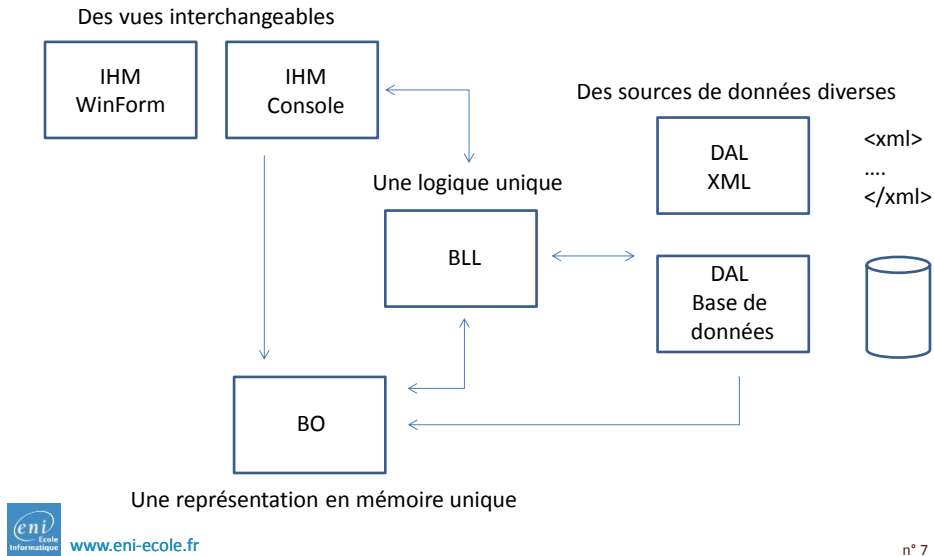 Des vues interchangeables
IHM
WinForm
IHM
Console
Des sources de données diverses
DAL
XML
<xml>
....
</xml>
Une logique unique
BLL
DAL
Base de
données
BO
Une représentation en mémoire unique
eni
Ecole
Informatique
www.eni-ecole.fr
n° 7